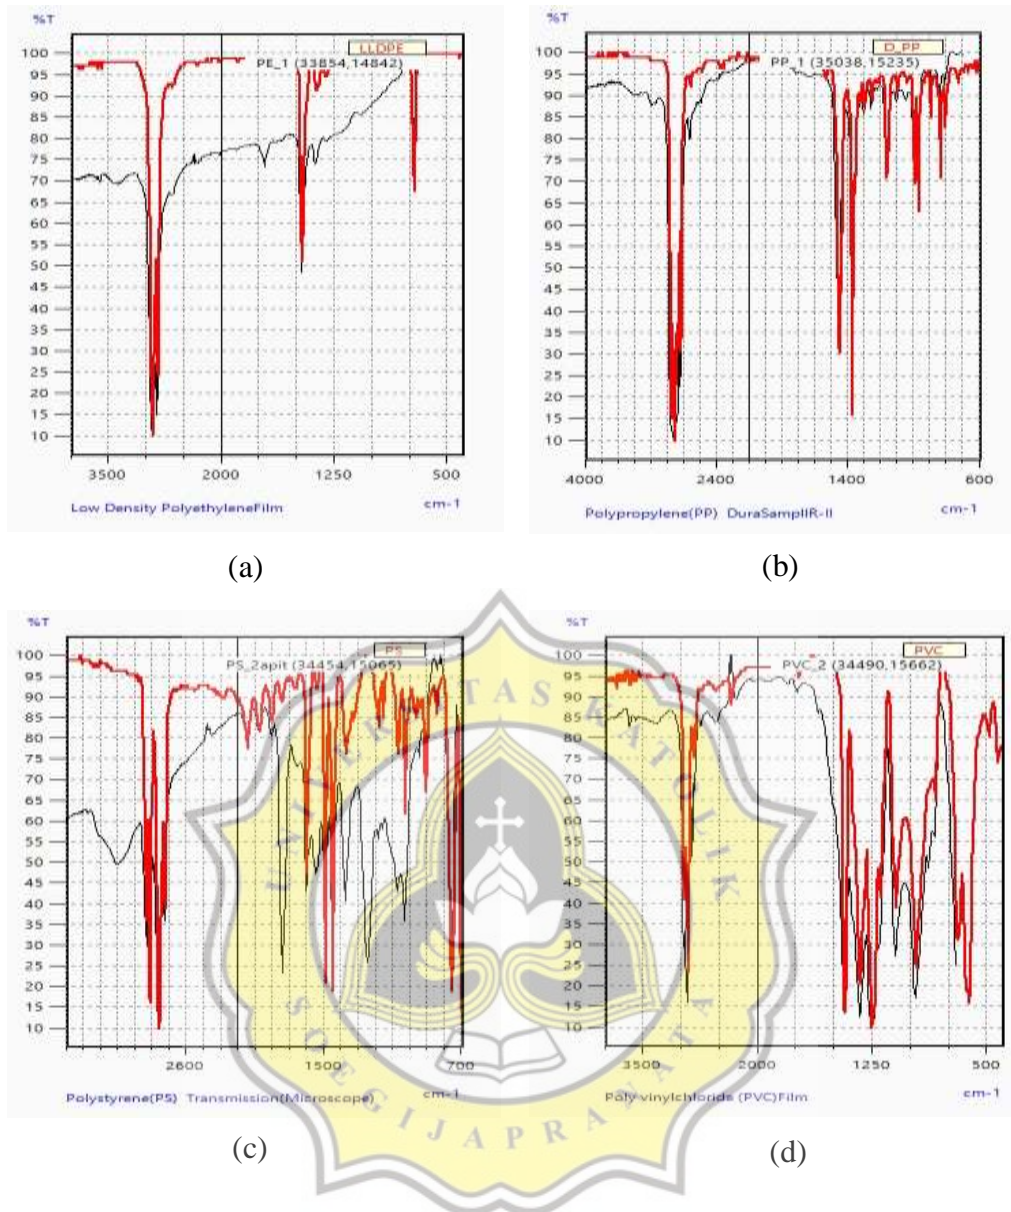 %T
LLDPE
PE_1 (33854,14842)
100
95
90
85
80
75
70
65
60
55
50
45
40
35
30
25
20
15
10
3500 2000 1250 500
Low Density PolyethyleneFilm cm-1
(a)
%T
D_PP
PP_1 (35038,15235)
100
95
90
85
80
75
70
65
60
55
50
45
40
35
30
25
20
15
10
4000 2400 1400 600
Polypropylene(PP) DuraSamplIR-II cm-1
(b)
%T
PS
PS_2apit (34454,15065)
100
95
90
85
80
75
70
65
60
55
50
45
40
35
30
25
20
15
10
2600 1500 700
Polystyrene(PS) Transmission(Microscope) cm-1
(c)
%T
PVC
PVC_2 (34490,15662)
100
95
90
85
80
75
70
65
60
55
50
45
40
35
30
25
20
15
10
3500 2000 1250 500
Poly vinylchloride (PVC)Film cm-1
(d)
UNIVERSITAS KATOLIK
SOEGIJAPRANATA